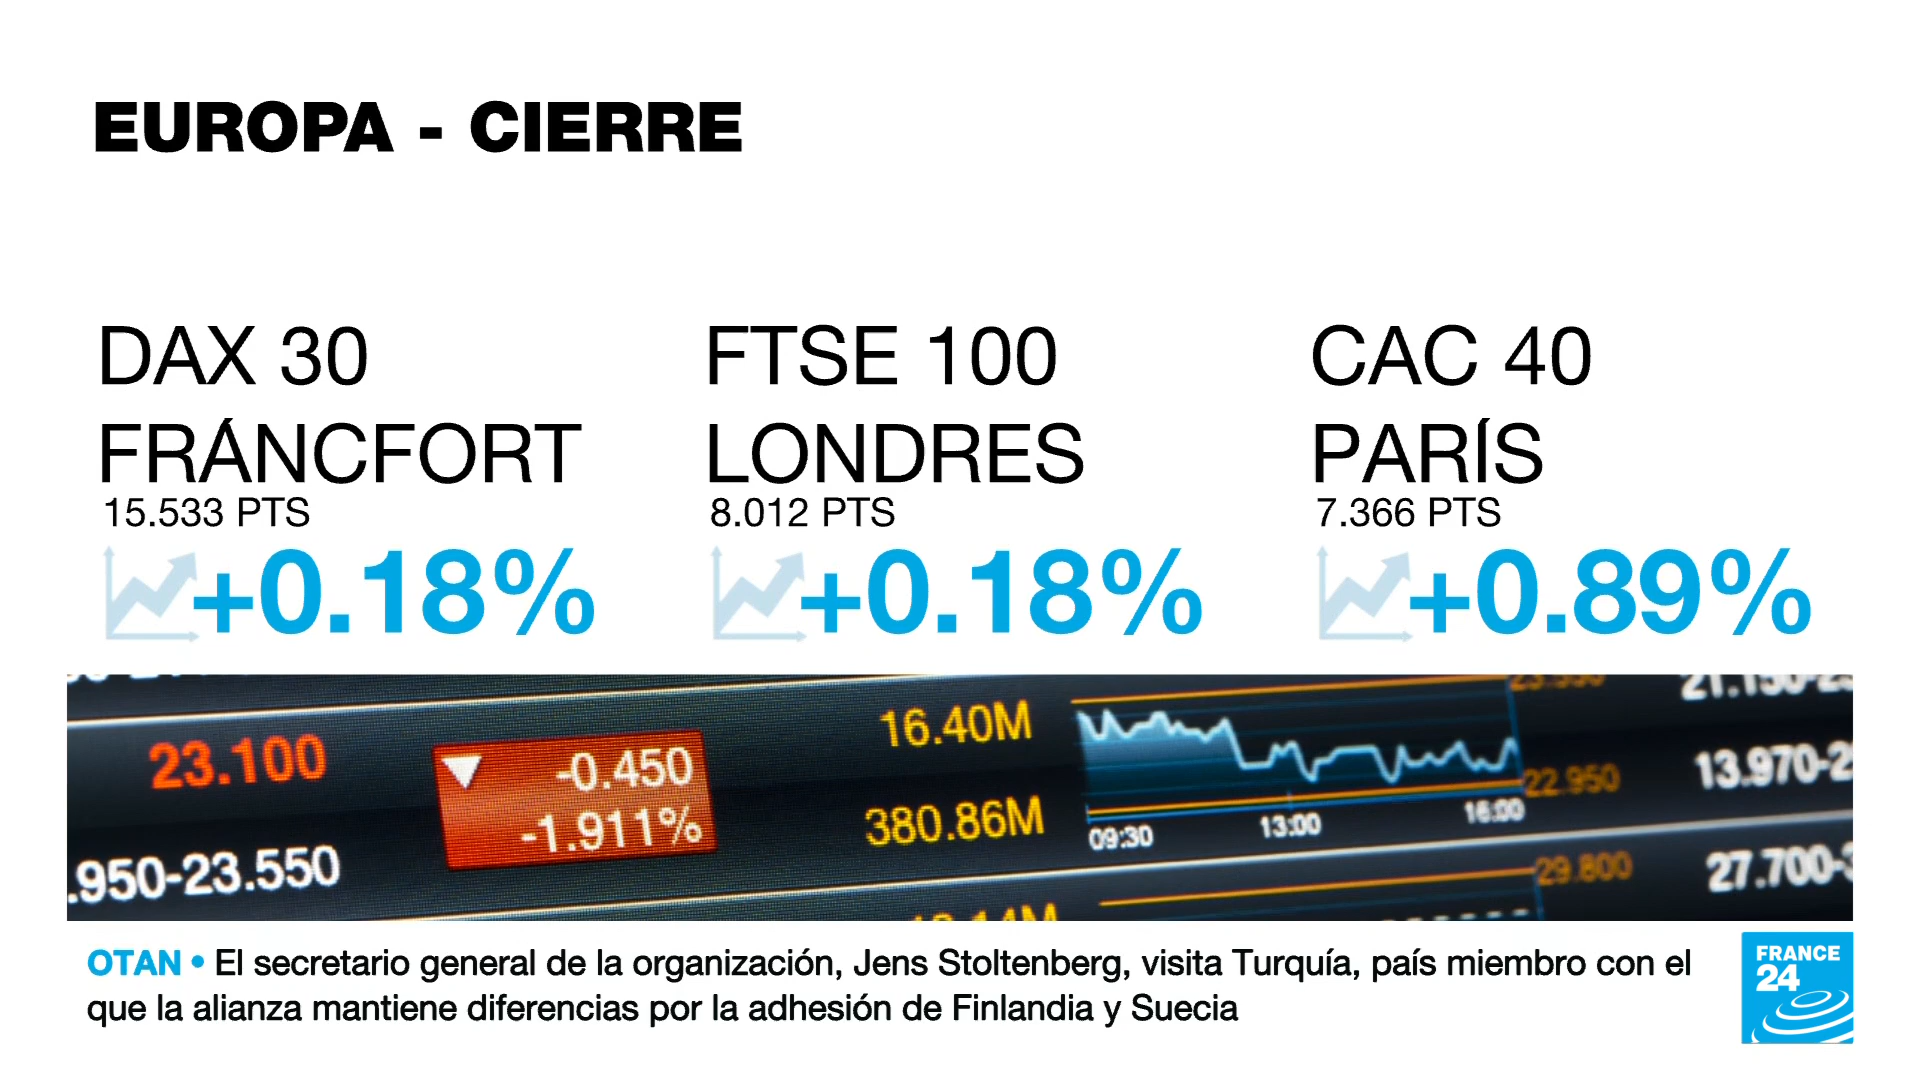 EUROPA - CIERRE
DAX 30
FRÁNCFORT
15.533 PTS
+0.18%
FTSE 100
LONDRES
8.012 PTS
+0.18%
CAC 40
PARÍS
7.366 PTS
+0.89%
23.100
-0.450
-1.911%
.950-23.550
16.40M
380.86M
09:30 13:00 16:00
22.950
29.800
13.970-2
27.700-
OTAN • El secretario general de la organización, Jens Stoltenberg, visita Turquía, país miembro con el
que la alianza mantiene diferencias por la adhesión de Finlandia y Suecia
FRANCE
24